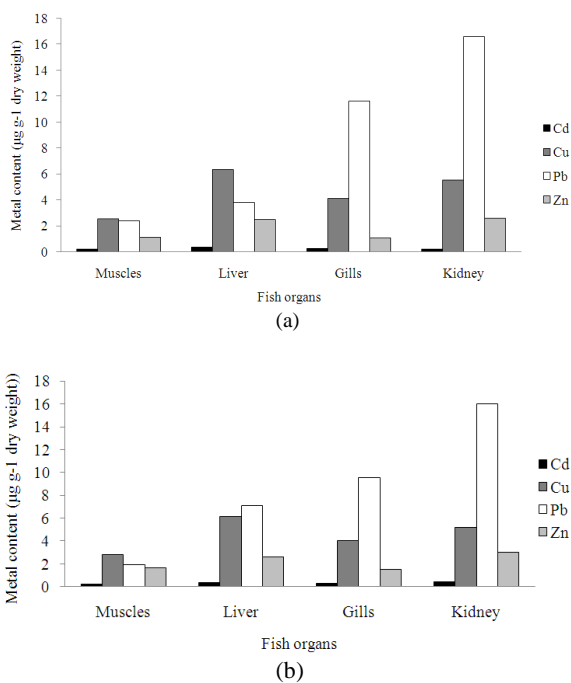 Metal content (µg g-1 dry weight)
18
16
14
12
10
8
6
4
2
0
Muscles
Liver
Gills
Kidney
Fish organs
Cd
Cu
Pb
Zn
(a)
Metal content (µg g-1 dry weight))
18
16
14
12
10
8
6
4
2
0
Muscles
Liver
Gills
Kidney
Fish organs
Cd
Cu
Pb
Zn
(b)